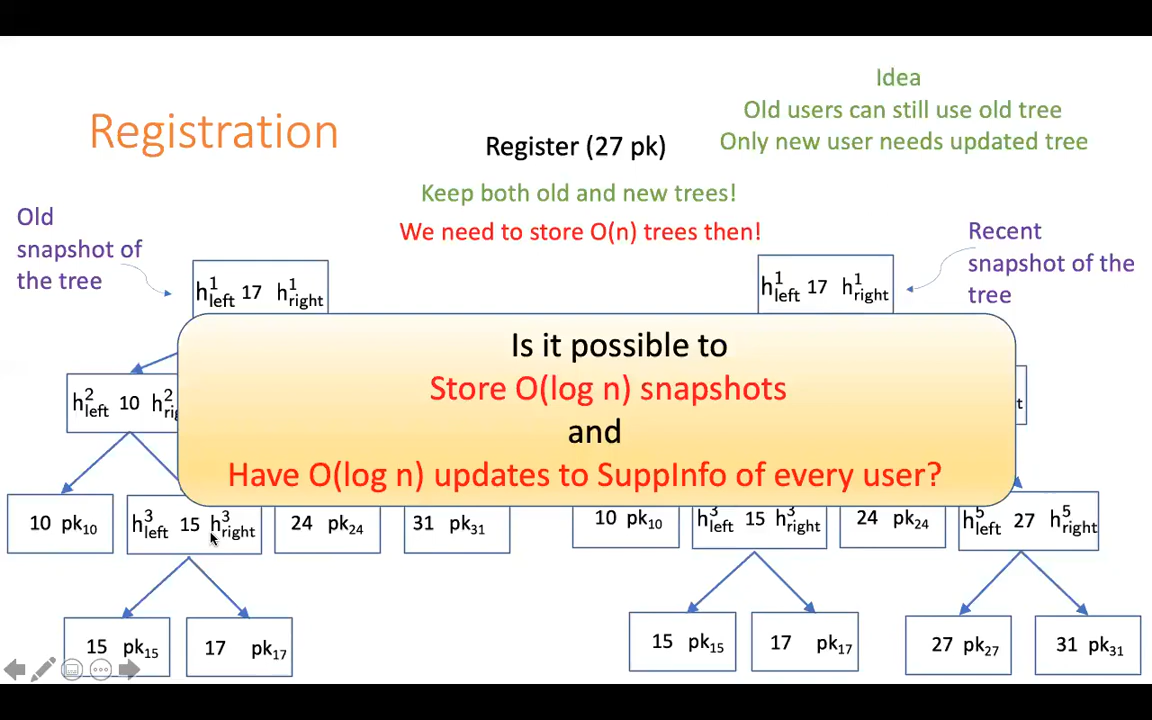 Idea
Old users can still use old tree
Only new user needs updated tree
Registration
Register (27 pk)
Keep both old and new trees!
We need to store O(n) trees then!
Old
snapshot of
the tree
Recent
snapshot of the
tree
h¹left 17 h¹right
h¹left 17 h¹right
Is it possible to
Store O(log n) snapshots
and
Have O(log n) updates to SuppInfo of every user?
h²left 10 h²rig
t
10 pk₁₀
h³left 15 h³right
24 pk₂₄
31 pk₃₁
10 pk₁₀
h³left 15 h³right
24 pk₂₄
h⁵left 27 h⁵right
15 pk₁₅
17 pk₁₇
15 pk₁₅
17 pk₁₇
27 pk₂₇
31 pk₃₁